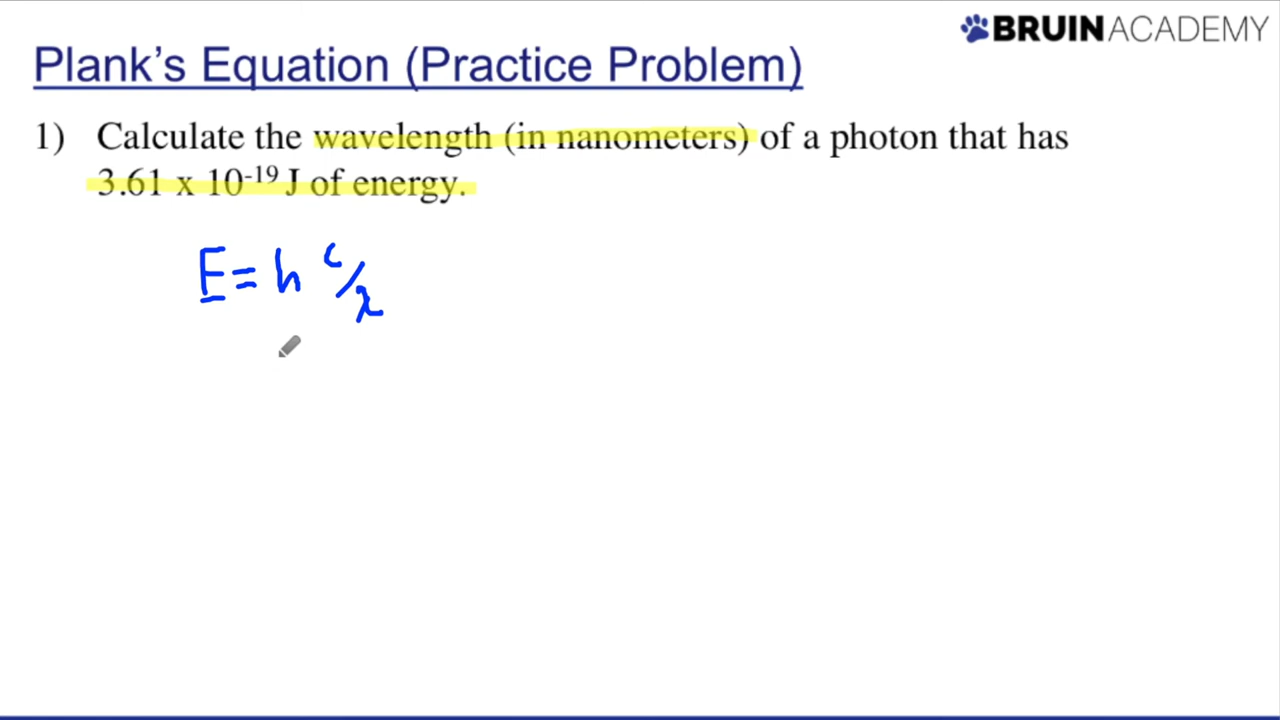 BRUINACADEMY
Plank's Equation (Practice Problem)
1) Calculate the wavelength (in nanometers) of a photon that has
3.61 x 10⁻¹⁹ J of energy.
E = h c/λ